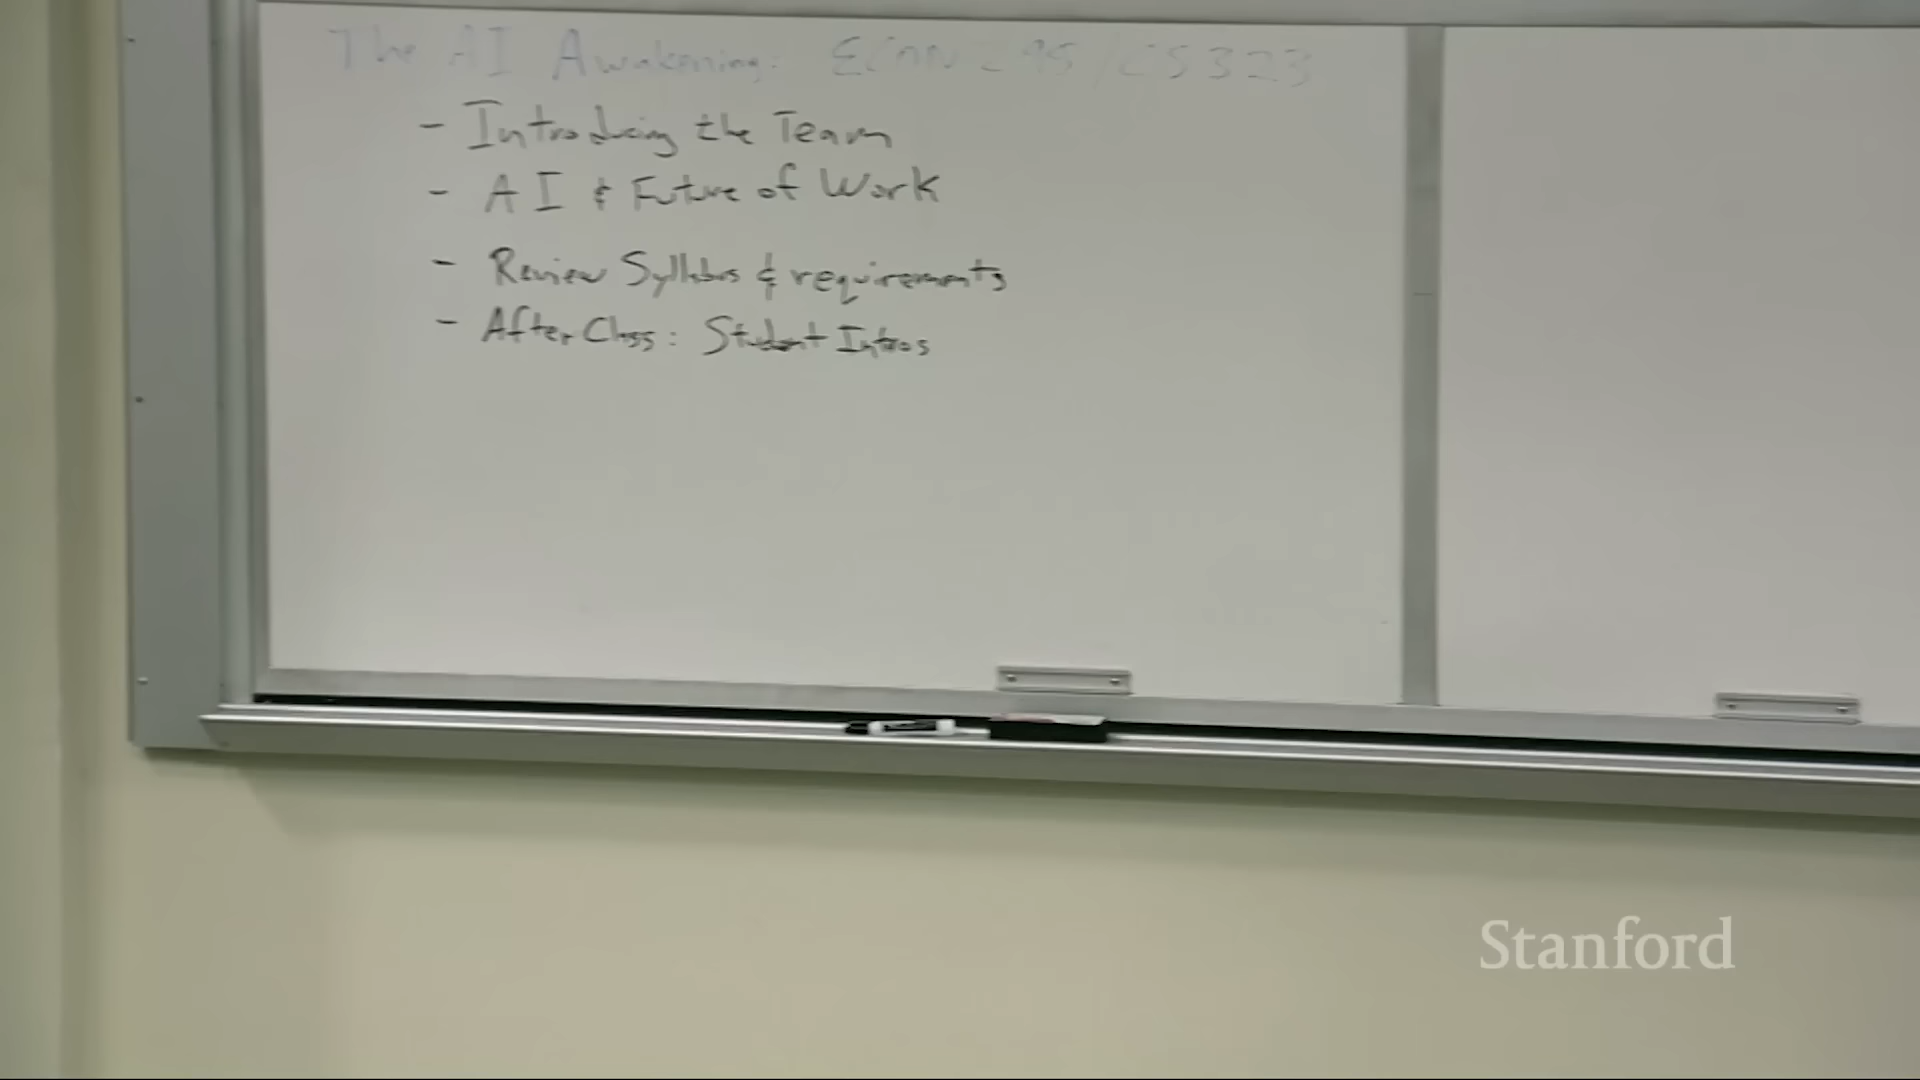 The AI Awakening: ECON 295/CS323
- Introducing the Team
- AI & Future of Work
- Review Syllabus & requirements
- After Class: Student Intros
Stanford